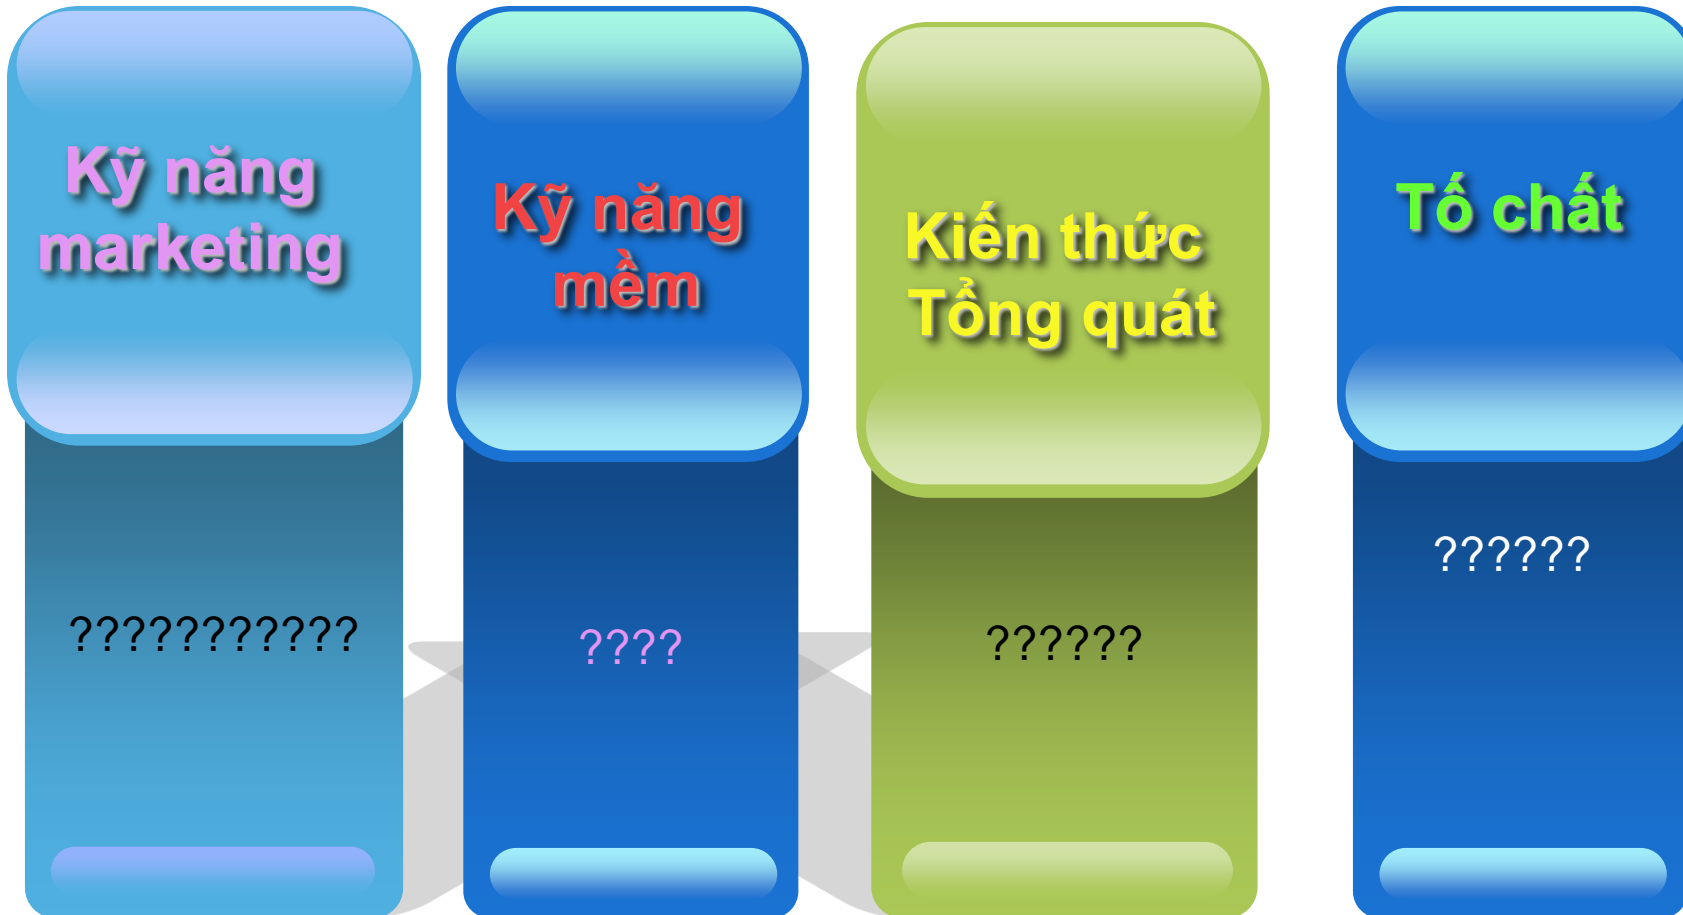 Kỹ năng
marketing
???????????
Kỹ năng
mềm
????
Kiến thức
Tổng quát
??????
Tố chất
??????